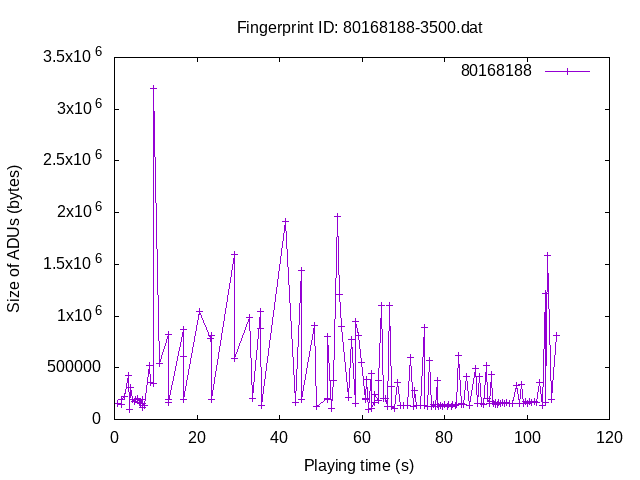 Fingerprint ID: 80168188-3500.dat
80168188
3.5x10^6
3x10^6
2.5x10^6
2x10^6
1.5x10^6
1x10^6
500000
0
0 20 40 60 80 100 120
Size of ADUs (bytes)
Playing time (s)